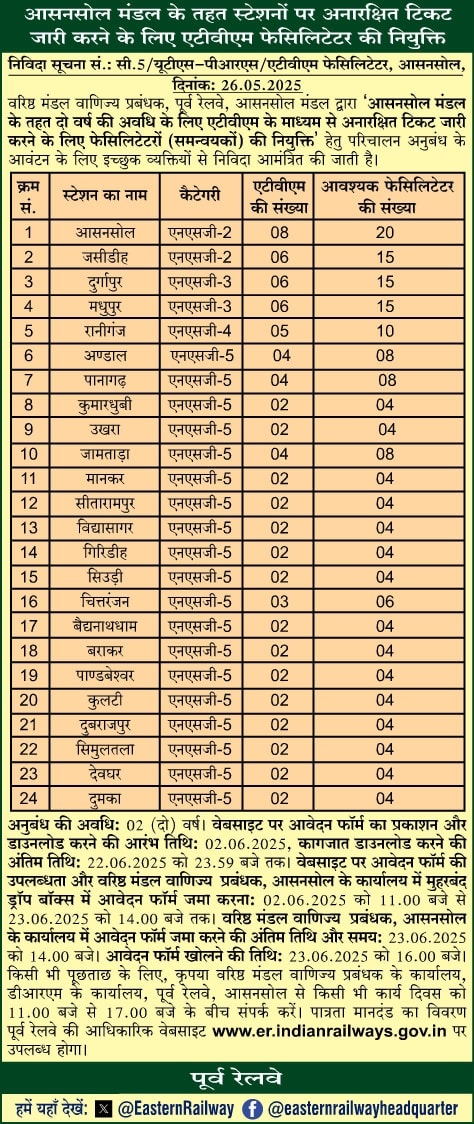 आसनसोल मंडल के तहत स्टेशनों पर अनारक्षित टिकट
जारी करने के लिए एटीवीएम फेसिलिटेटर की नियुक्ति
निविदा सूचना सं.: सी.5/यूटीएस–पीआरएस/एटीवीएम फेसिलिटेटर, आसनसोल,
दिनांक: 26.05.2025
वरिष्ठ मंडल वाणिज्य प्रबंधक, पूर्व रेलवे, आसनसोल मंडल द्वारा ‘आसनसोल मंडल
के तहत दो वर्ष की अवधि के लिए एटीवीएम के माध्यम से अनारक्षित टिकट जारी
करने के लिए फेसिलिटेटरों (समन्वयकों) की नियुक्ति’ हेतु परिचालन अनुबंध के
आवंटन के लिए इच्छुक व्यक्तियों से निविदा आमंत्रित की जाती है।
क्रम सं. स्टेशन का नाम कैटेगरी एटीवीएम की संख्या आवश्यक फेसिलिटेटर की संख्या
1 आसनसोल एनएसजी-2 08 20
2 जसीडीह एनएसजी-2 06 15
3 दुर्गापुर एनएसजी-3 06 15
4 मधुपुर एनएसजी-3 06 15
5 रानीगंज एनएसजी-4 05 10
6 अण्डाल एनएसजी-5 04 08
7 पानागढ़ एनएसजी-5 04 08
8 कुमारधुबी एनएसजी-5 02 04
9 उखरा एनएसजी-5 02 04
10 जामताड़ा एनएसजी-5 04 08
11 मानकर एनएसजी-5 02 04
12 सीतारामपुर एनएसजी-5 02 04
13 विद्यासागर एनएसजी-5 02 04
14 गिरिडीह एनएसजी-5 02 04
15 सिउड़ी एनएसजी-5 02 04
16 चित्तरंजन एनएसजी-5 03 06
17 बैद्यनाथधाम एनएसजी-5 02 04
18 बराकर एनएसजी-5 02 04
19 पाण्डबेश्वर एनएसजी-5 02 04
20 कुलटी एनएसजी-5 02 04
21 दुबराजपुर एनएसजी-5 02 04
22 सिमुलतला एनएसजी-5 02 04
23 देवघर एनएसजी-5 02 04
24 दुमका एनएसजी-5 02 04
अनुबंध की अवधि: 02 (दो) वर्ष। वेबसाइट पर आवेदन फॉर्म का प्रकाशन और
डाउनलोड करने की आरंभ तिथि: 02.06.2025, कागजात डाउनलोड करने की
अंतिम तिथि: 22.06.2025 को 23.59 बजे तक। वेबसाइट पर आवेदन फॉर्म की
उपलब्धता और वरिष्ठ मंडल वाणिज्य प्रबंधक, आसनसोल के कार्यालय में मुहरबंद
ड्रॉप बॉक्स में आवेदन फॉर्म जमा करना: 02.06.2025 को 11.00 बजे से
23.06.2025 को 14.00 बजे तक। वरिष्ठ मंडल वाणिज्य प्रबंधक, आसनसोल
के कार्यालय में आवेदन फॉर्म जमा करने की अंतिम तिथि और समय: 23.06.2025
को 14.00 बजे। आवेदन फॉर्म खोलने की तिथि: 23.06.2025 को 16.00 बजे।
किसी भी पूछताछ के लिए, कृपया वरिष्ठ मंडल वाणिज्य प्रबंधक के कार्यालय,
डीआरएम के कार्यालय, पूर्व रेलवे, आसनसोल से किसी भी कार्य दिवस को
11.00 बजे से 17.00 बजे के बीच संपर्क करें। पात्रता मानदंड का विवरण
पूर्व रेलवे की आधिकारिक वेबसाइट www.er.indianrailways.gov.in पर
उपलब्ध होगा।
पूर्व रेलवे
हमें यहाँ देखें: X @EasternRailway f @easternrailwayheadquarter